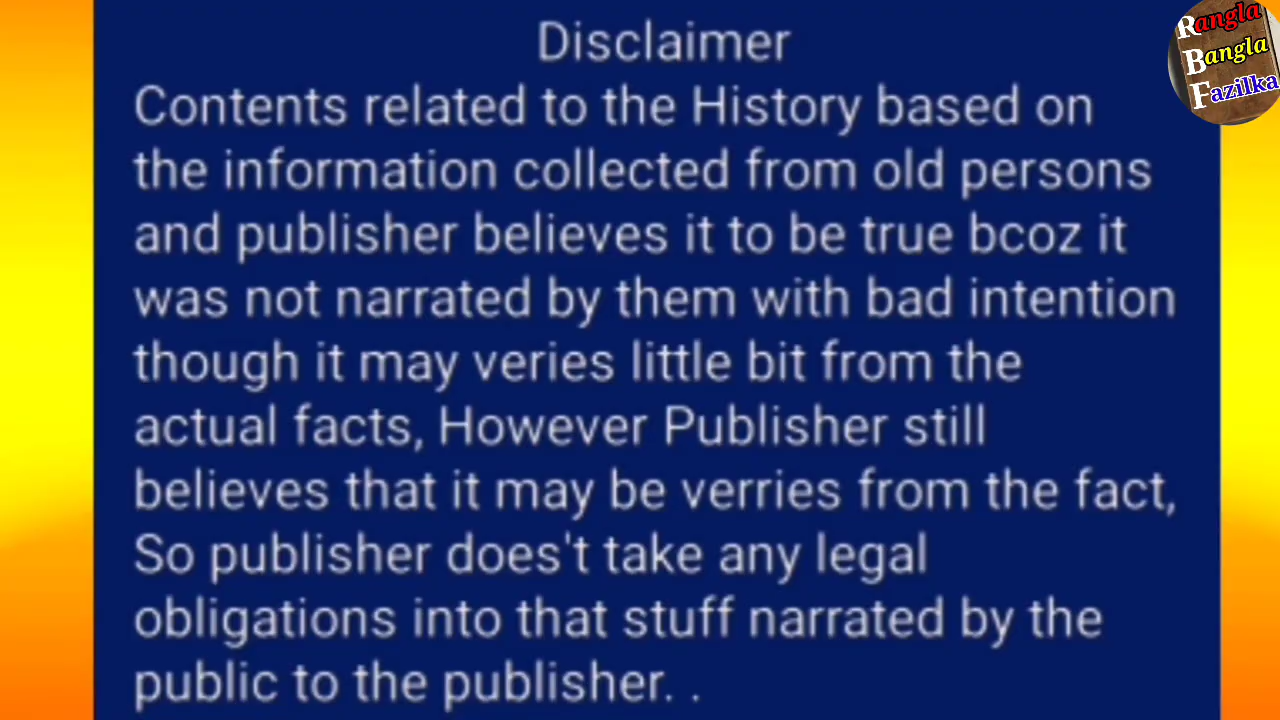 Disclaimer
Contents related to the History based on
the information collected from old persons
and publisher believes it to be true bcoz it
was not narrated by them with bad intention
though it may veries little bit from the
actual facts, However Publisher still
believes that it may be verries from the fact,
So publisher does't take any legal
obligations into that stuff narrated by the
public to the publisher. .
Rangla
Bangla
Fazilka